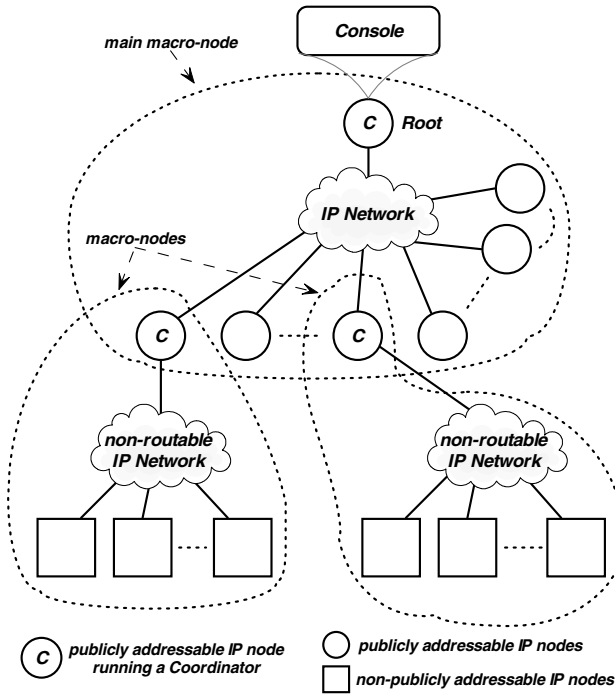 Console
main macro-node
C
Root
IP Network
macro-nodes
C
C
non-routable
IP Network
non-routable
IP Network
C
publicly addressable IP node
running a Coordinator
publicly addressable IP nodes
non-publicly addressable IP nodes